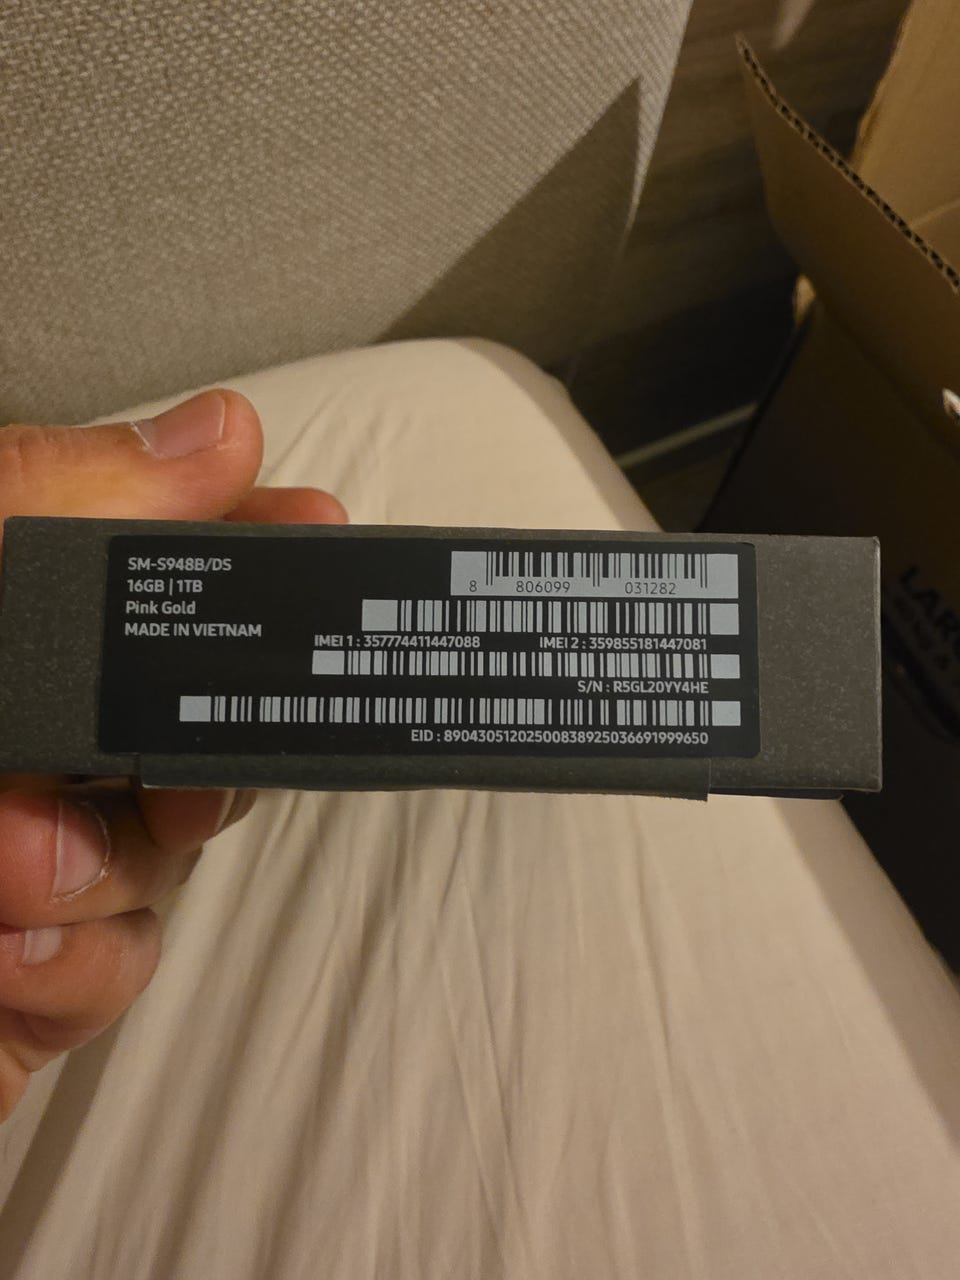 SM-S948B/DS
16GB | 1TB
Pink Gold
MADE IN VIETNAM
8 806099 031282
IMEI 1 : 357774411447088 IMEI 2 : 359855181447081
S/N : R5GL20YY4HE
EID : 89043051202500838925036691999650